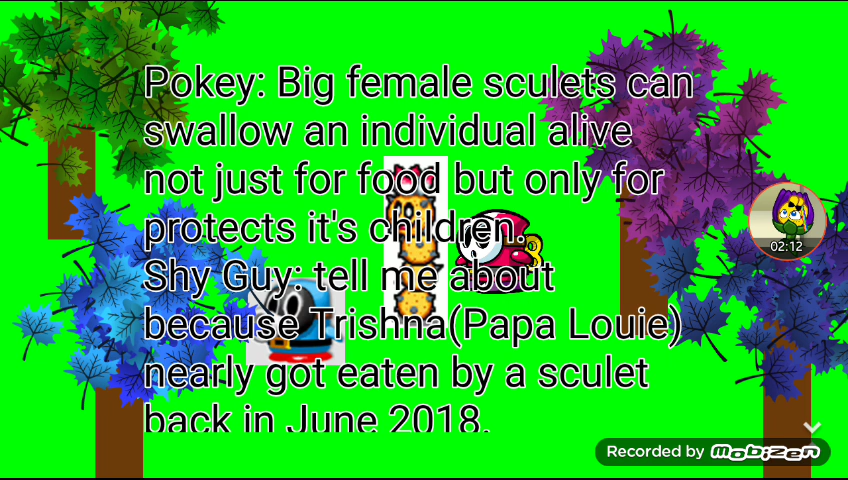 Pokey: Big female sculets can
swallow an individual alive
not just for food but only for
protects it's children.
Shy Guy: tell me about
because Trishna(Papa Louie)
nearly got eaten by a sculet
back in June 2018.
02:12
Recorded by Mobizen